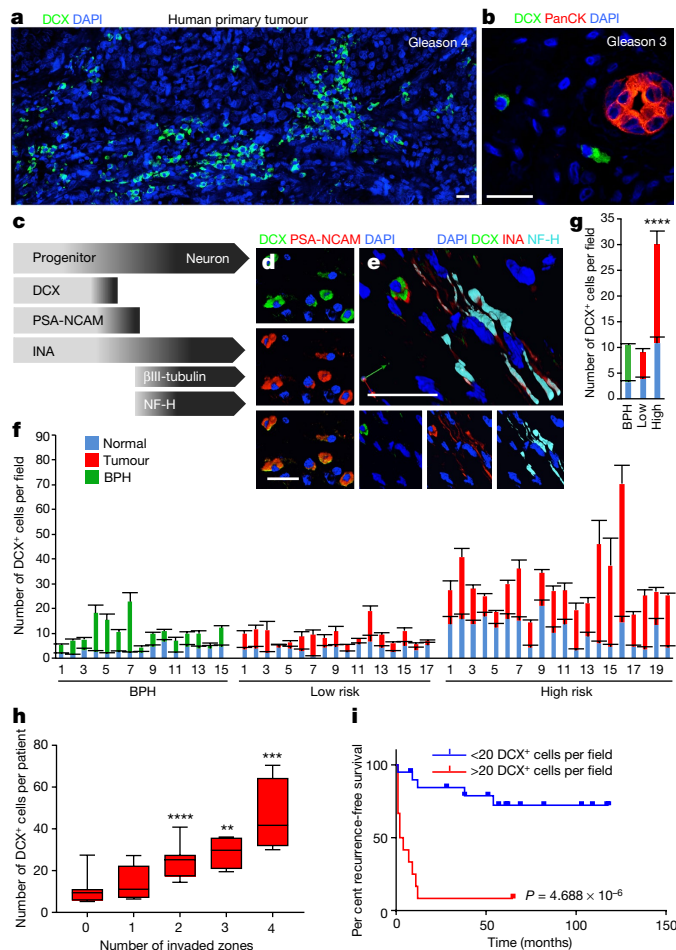 a
DCX DAPI
Human primary tumour
Gleason 4
b
DCX PanCK DAPI
Gleason 3
c
Progenitor Neuron
DCX
PSA-NCAM
INA
βIII-tubulin
NF-H
d
DCX PSA-NCAM DAPI
e
DAPI DCX INA NF-H
g
****
Number of DCX⁺ cells per field
35
30
25
20
15
10
5
0
BPH
Low
High
f
Number of DCX⁺ cells per field
90
80
70
60
50
40
30
20
10
0
Normal
Tumour
BPH
1 3 5 7 11 13 15
1 3 5 7 9 11 13 15 17
1 3 5 7 9 11 13 15 17 19
BPH
Low risk
High risk
h
Number of DCX⁺ cells per patient
80
60
40
20
0
****
**
***
0 1 2 3 4
Number of invaded zones
i
<20 DCX⁺ cells per field
>20 DCX⁺ cells per field
Per cent recurrence-free survival
100
50
0
P = 4.688 × 10⁻⁶
0 50 100 150
Time (months)